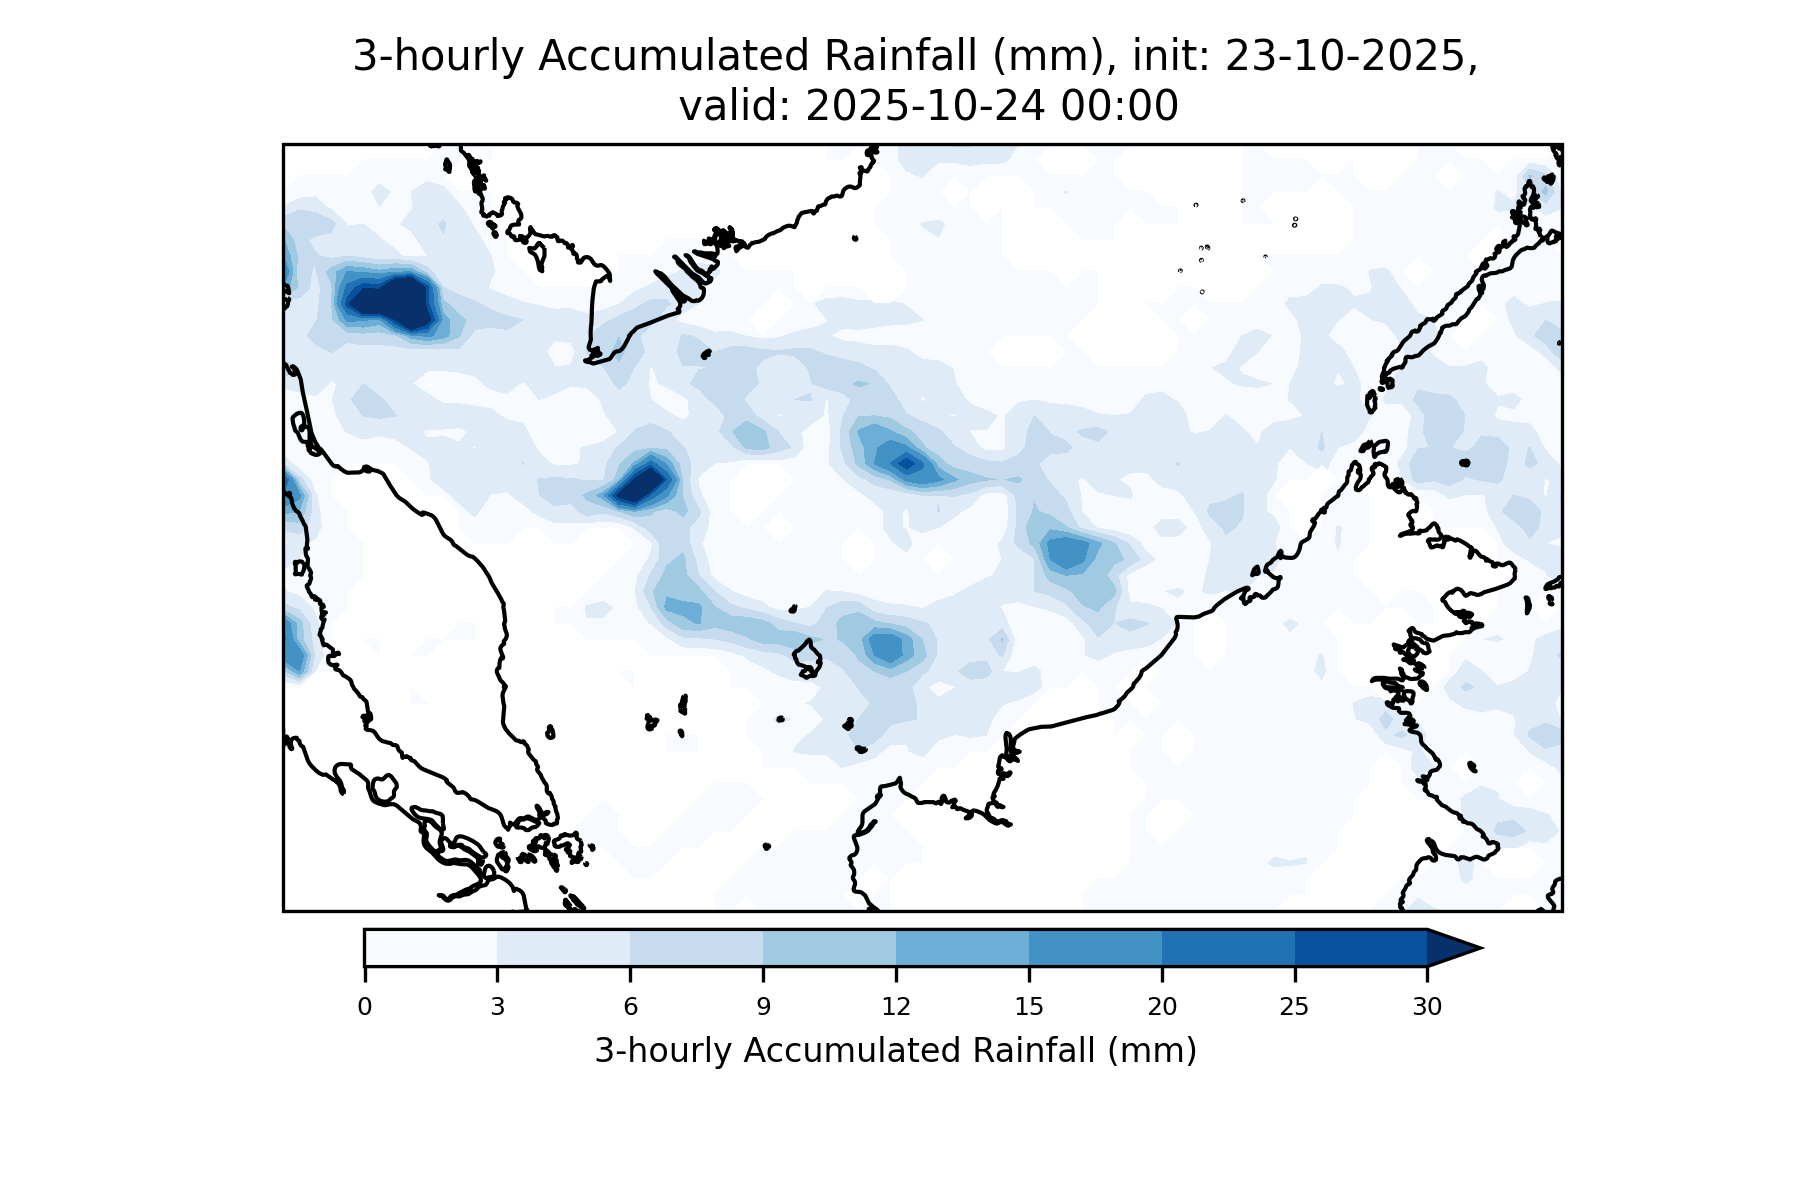 3-hourly Accumulated Rainfall (mm), init: 23-10-2025,
valid: 2025-10-24 00:00
0 3 6 9 12 15 20 25 30
3-hourly Accumulated Rainfall (mm)